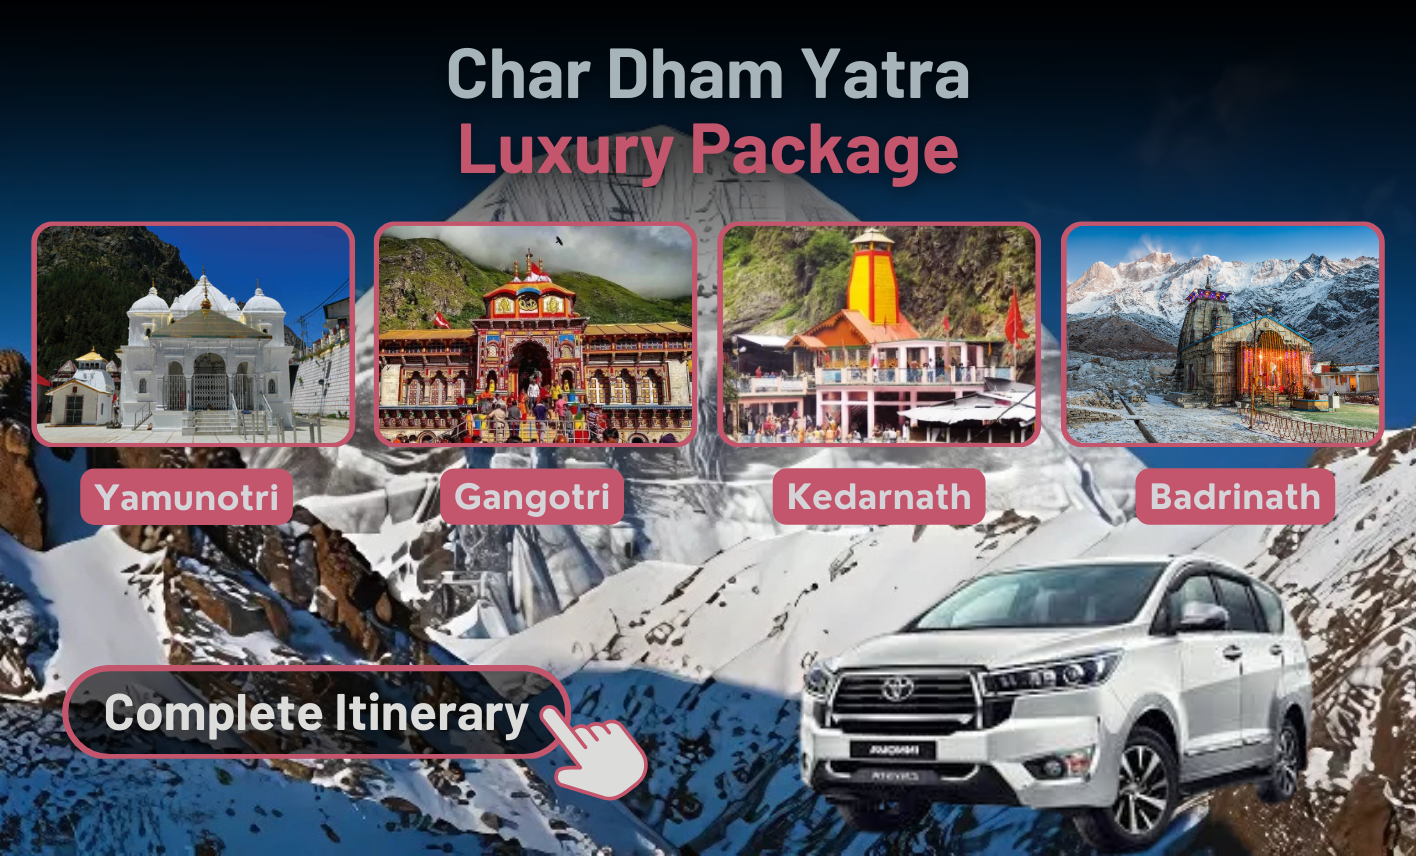 Char Dham Yatra
Luxury Package
Yamunotri
Gangotri
Kedarnath
Badrinath
Complete Itinerary